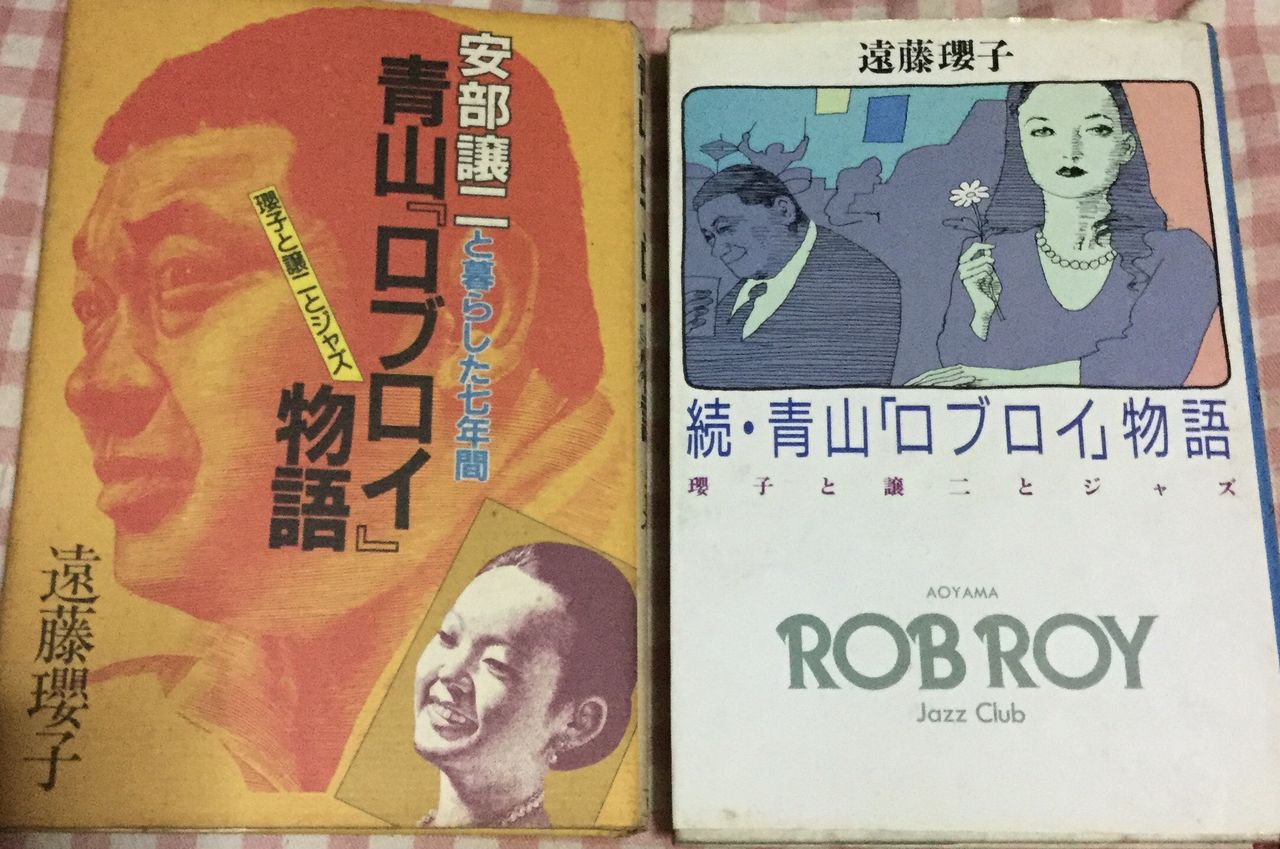 安部譲二と暮らした七年間
青山『ロブロイ』
物語
瓔子と譲二とジャズ
遠藤瓔子
遠藤瓔子
続・青山「ロブロイ」物語
瓔子と譲二とジャズ
AOYAMA
ROB ROY
Jazz Club